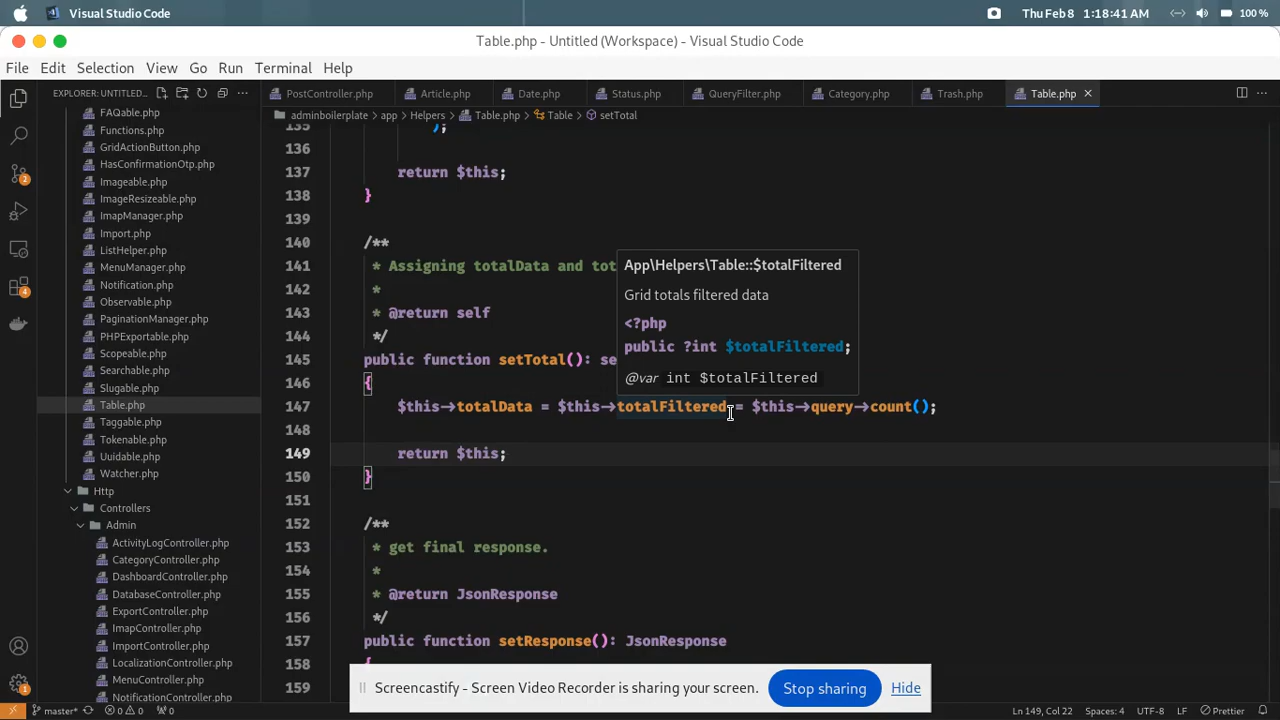 Visual Studio Code
Thu Feb 8 1:18:41 AM
100 %
Table.php - Untitled (Workspace) - Visual Studio Code
File Edit Selection View Go Run Terminal Help
EXPLORER: UNTITLED...
PostController.php
Article.php
Date.php
Status.php
QueryFilter.php
Category.php
Trash.php
Table.php
adminboilerplate > app > Helpers > Table.php > Table > setTotal
FAQable.php
Functions.php
GridActionButton.php
HasConfirmationOtp.php
Imageable.php
ImageResizeable.php
ImapManager.php
Import.php
ListHelper.php
MenuManager.php
Notification.php
Observable.php
PaginationManager.php
PHPExportable.php
Scopeable.php
Searchable.php
Slugable.php
Table.php
Taggable.php
Tokenable.php
Uuidable.php
Watcher.php
Http
Controllers
Admin
ActivityLogController.php
CategoryController.php
DashboardController.php
DatabaseController.php
ExportController.php
ImapController.php
ImportController.php
LocalizationController.php
MenuController.php
NotificationController.php
2
4
1
135 );
136
137 return $this;
138 }
139
140 /**
141 * Assigning totalData and tot
142 *
143 * @return self
144 */
145 public function setTotal(): se
146 {
147 $this->totalData = $this->totalFiltered = $this->query->count();
148
149 return $this;
150 }
151
152 /**
153 * get final response.
154 *
155 * @return JsonResponse
156 */
157 public function setResponse(): JsonResponse
158 {
159
App\Helpers\Table::$totalFiltered
Grid totals filtered data
<?php
public ?int $totalFiltered;
@var int $totalFiltered
Screencastify - Screen Video Recorder is sharing your screen.
Stop sharing
Hide
master*
0 0
0
Ln 149, Col 22
Spaces: 4
UTF-8
LF
Prettier